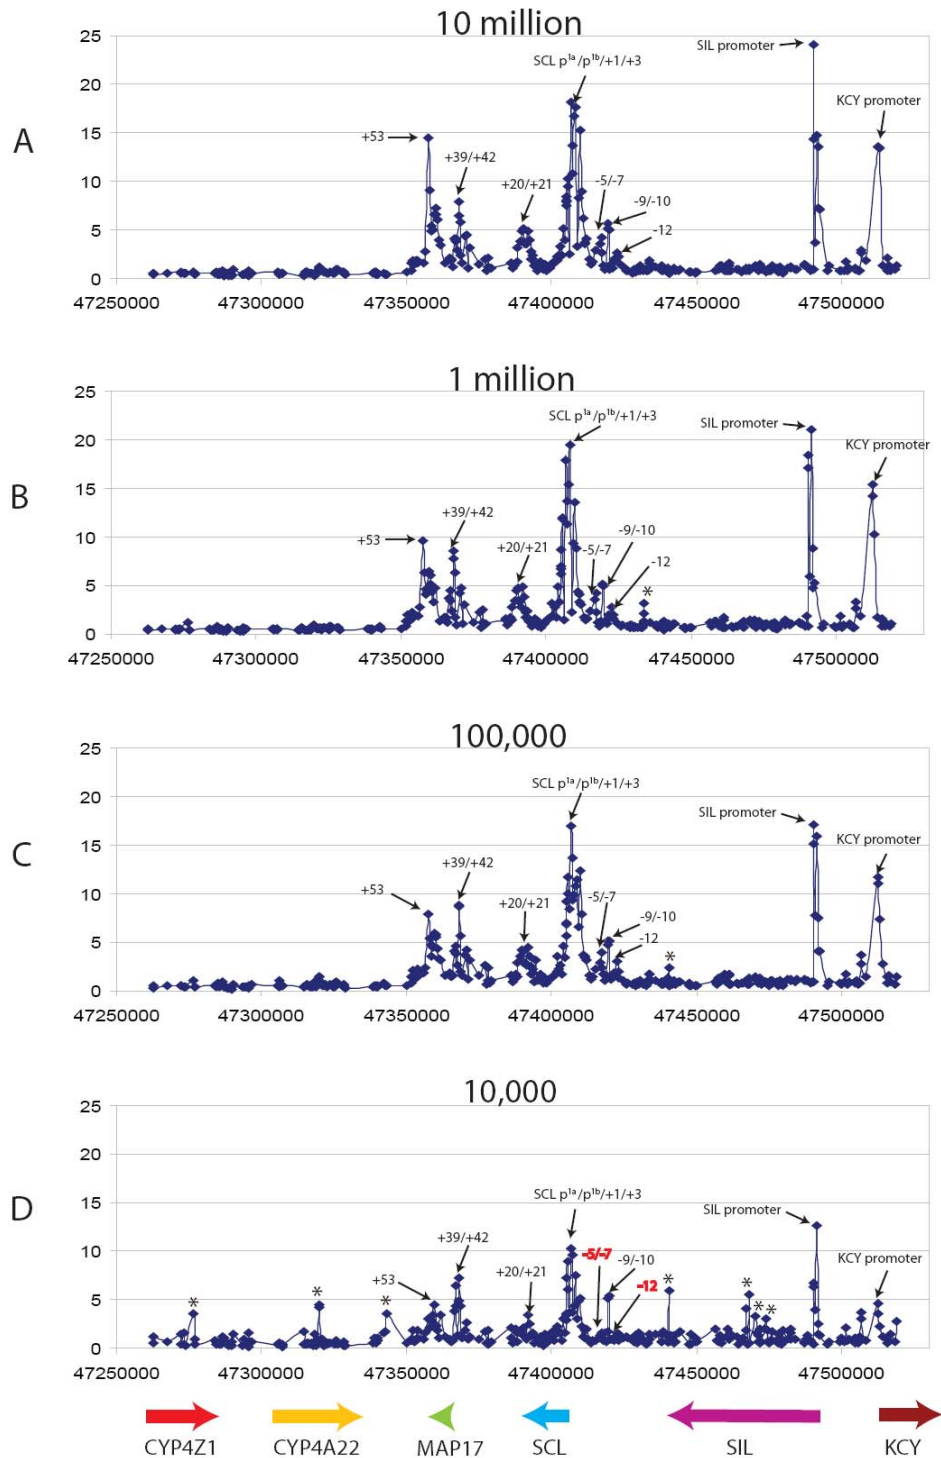 10 million
A
25
20
15
10
5
0
SIL promoter
SCL p1a/p1b/+1/+3
KCY promoter
+53
+39/+42
+20/+21
-5/-7
-9/-10
-12
47250000 47300000 47350000 47400000 47450000 47500000
1 million
B
25
20
15
10
5
0
SCL p1a/p1b/+1/+3
SIL promoter
KCY promoter
+53
+39/+42
+20/+21
-5/-7
-9/-10
-12
*
47250000 47300000 47350000 47400000 47450000 47500000
100,000
C
25
20
15
10
5
0
SCL p1a/p1b/+1/+3
SIL promoter
KCY promoter
+53
+39/+42
+20/+21
-5/-7
-9/-10
-12
*
47250000 47300000 47350000 47400000 47450000 47500000
10,000
D
25
20
15
10
5
0
SCL p1a/p1b/+1/+3
SIL promoter
KCY promoter
* * *
+53
+39/+42
+20/+21
-5/-7
-9/-10
-12
* * * *
47250000 47300000 47350000 47400000 47450000 47500000
CYP4Z1 CYP4A22 MAP17 SCL SIL KCY